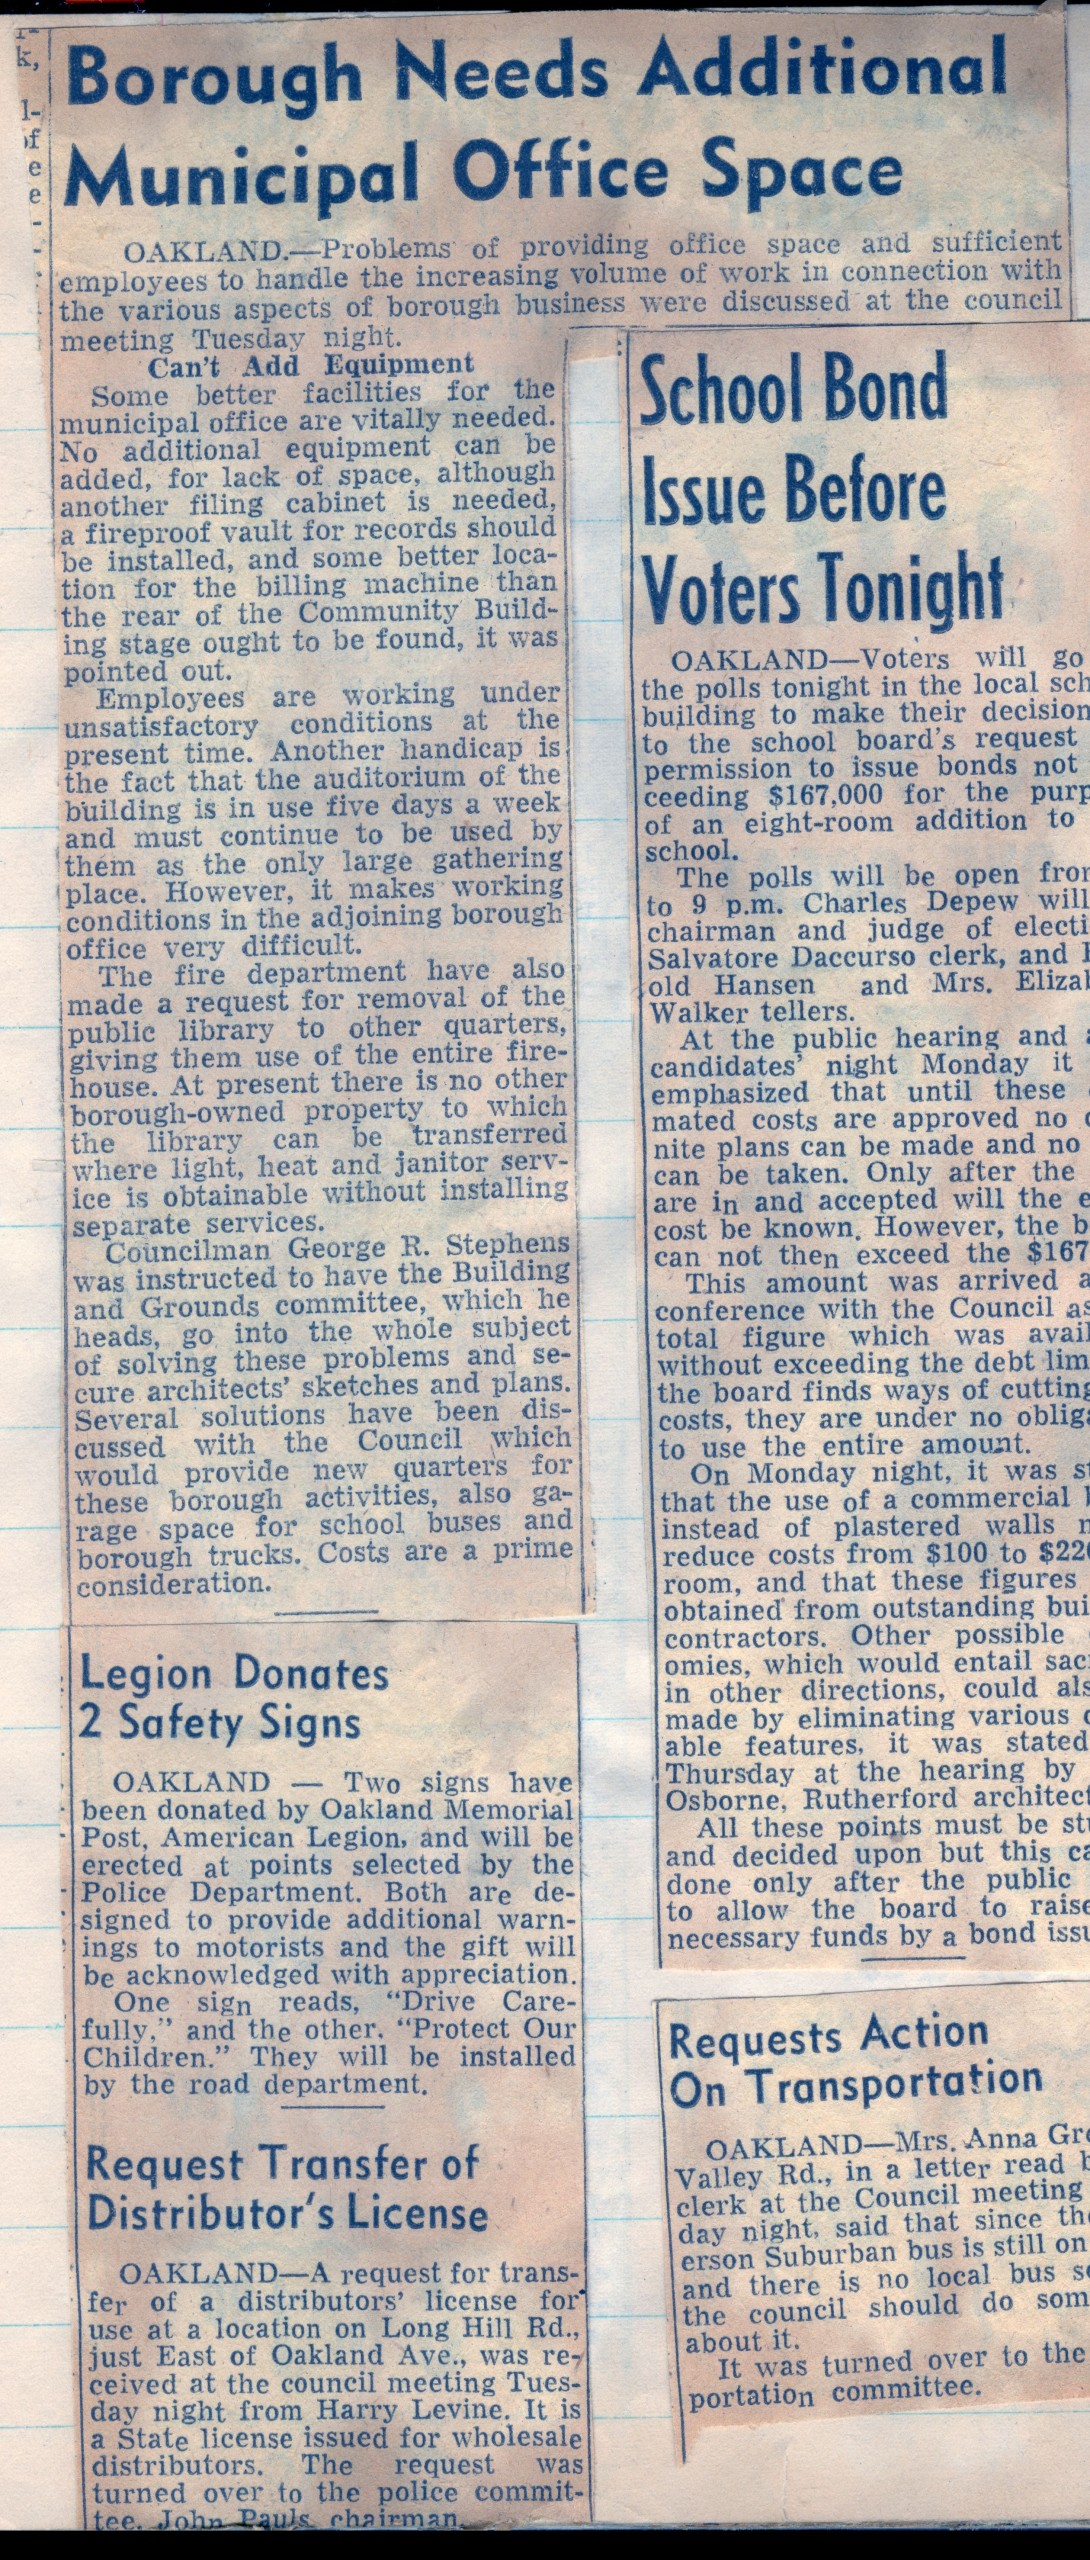 k,
l-
of
e
e
-
-
Borough Needs Additional
Municipal Office Space
OAKLAND.—Problems of providing office space and sufficient
employees to handle the increasing volume of work in connection with
the various aspects of borough business were discussed at the council
meeting Tuesday night.
Can't Add Equipment
Some better facilities for the
municipal office are vitally needed.
No additional equipment can be
added, for lack of space, although
another filing cabinet is needed,
a fireproof vault for records should
be installed, and some better loca-
tion for the billing machine than
the rear of the Community Build-
ing stage ought to be found, it was
pointed out.
Employees are working under
unsatisfactory conditions at the
present time. Another handicap is
the fact that the auditorium of the
building is in use five days a week
and must continue to be used by
them as the only large gathering
place. However, it makes working
conditions in the adjoining borough
office very difficult.
The fire department have also
made a request for removal of the
public library to other quarters,
giving them use of the entire fire-
house. At present there is no other
borough-owned property to which
the library can be transferred
where light, heat and janitor serv-
ice is obtainable without installing
separate services.
Councilman George R. Stephens
was instructed to have the Building
and Grounds committee, which he
heads, go into the whole subject
of solving these problems and se-
cure architects' sketches and plans.
Several solutions have been dis-
cussed with the Council which
would provide new quarters for
these borough activities, also ga-
rage space for school buses and
borough trucks. Costs are a prime
consideration.
Legion Donates
2 Safety Signs
OAKLAND — Two signs have
been donated by Oakland Memorial
Post, American Legion, and will be
erected at points selected by the
Police Department. Both are de-
signed to provide additional warn-
ings to motorists and the gift will
be acknowledged with appreciation.
One sign reads, "Drive Care-
fully," and the other, "Protect Our
Children." They will be installed
by the road department.
Request Transfer of
Distributor's License
OAKLAND—A request for trans-
fer of a distributors' license for
use at a location on Long Hill Rd.,
just East of Oakland Ave., was re-
ceived at the council meeting Tues-
day night from Harry Levine. It is
a State license issued for wholesale
distributors. The request was
turned over to the police commit-
tee, John Pauls chairman.
School Bond
Issue Before
Voters Tonight
OAKLAND—Voters will go
the polls tonight in the local sch
building to make their decision
to the school board's request
permission to issue bonds not
ceeding $167,000 for the purp
of an eight-room addition to
school.
The polls will be open from
to 9 p.m. Charles Depew will
chairman and judge of electi
Salvatore Daccurso clerk, and H
old Hansen and Mrs. Elizab
Walker tellers.
At the public hearing and a
candidates' night Monday it
emphasized that until these
mated costs are approved no d
nite plans can be made and no
can be taken. Only after the
are in and accepted will the e
cost be known. However, the b
can not then exceed the $167
This amount was arrived a
conference with the Council as
total figure which was avail
without exceeding the debt lim
the board finds ways of cutting
costs, they are under no oblig
to use the entire amount.
On Monday night, it was st
that the use of a commercial b
instead of plastered walls m
reduce costs from $100 to $220
room, and that these figures
obtained from outstanding bui
contractors. Other possible
omies, which would entail sac
in other directions, could als
made by eliminating various d
able features, it was stated
Thursday at the hearing by
Osborne, Rutherford architect
All these points must be stu
and decided upon but this ca
done only after the public
to allow the board to raise
necessary funds by a bond issu
Requests Action
On Transportation
OAKLAND—Mrs. Anna Gre
Valley Rd., in a letter read b
clerk at the Council meeting
day night, said that since the
erson Suburban bus is still on
and there is no local bus se
the council should do som
about it.
It was turned over to the
portation committee.